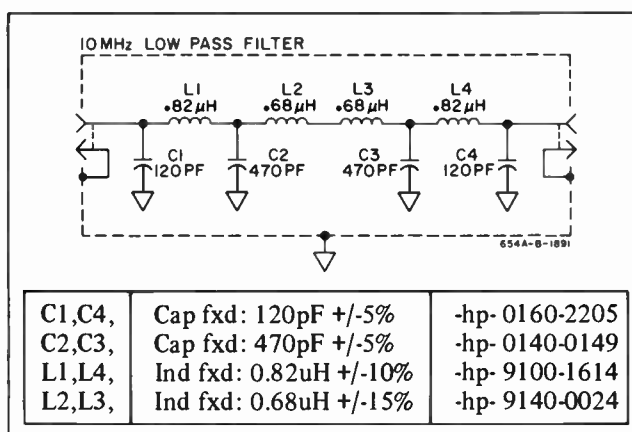 10MHz LOW PASS FILTER
L1 L2 L3 L4
.82µH .68µH .68µH .82µH
C1 C2 C3 C4
120PF 470PF 470PF 120PF
654A-B-1891
C1,C4, Cap fxd: 120pF +/-5% -hp- 0160-2205
C2,C3, Cap fxd: 470pF +/-5% -hp- 0140-0149
L1,L4, Ind fxd: 0.82uH +/-10% -hp- 9100-1614
L2,L3, Ind fxd: 0.68uH +/-15% -hp- 9140-0024